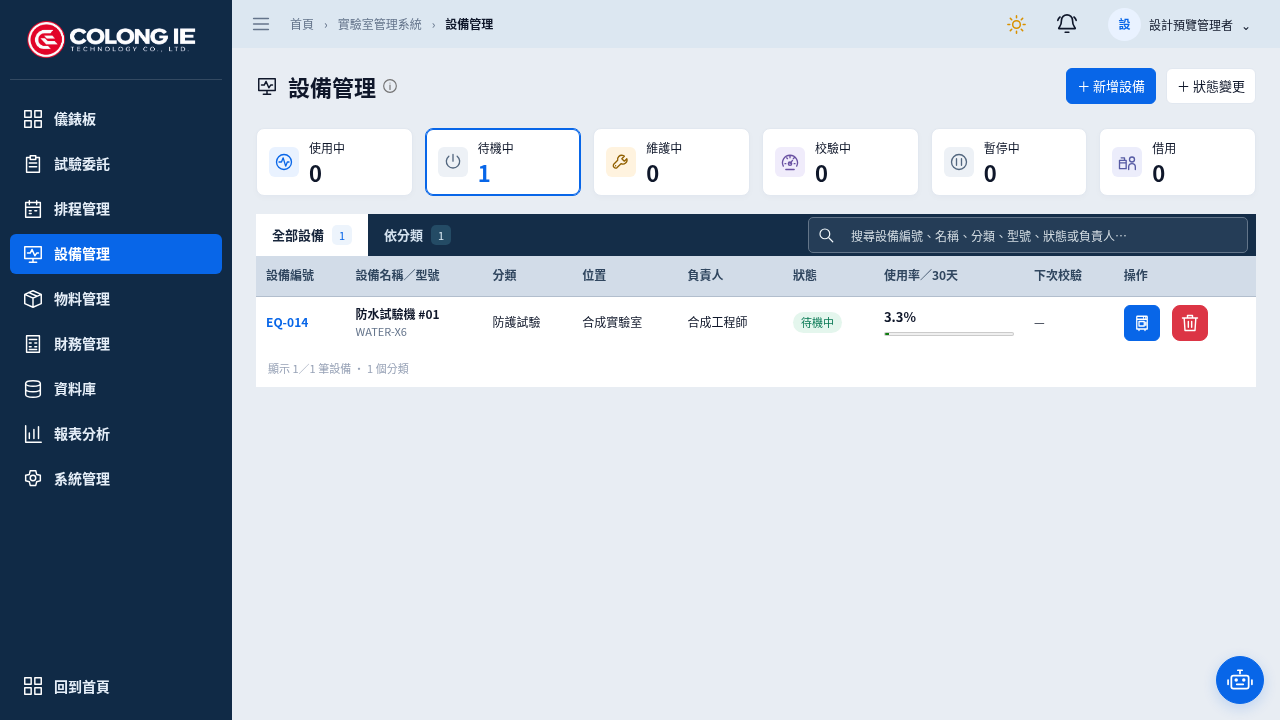 COLONG IE
TECHNOLOGY CO., LTD.
首頁 › 實驗室管理系統 › 設備管理
設 設計預覽管理者
儀錶板
試驗委託
排程管理
設備管理
物料管理
財務管理
資料庫
報表分析
系統管理
回到首頁
設備管理
+ 新增設備
+ 狀態變更
使用中
0
待機中
1
維護中
0
校驗中
0
暫停中
0
借用
0
全部設備 1
依分類 1
搜尋設備編號、名稱、分類、型號、狀態或負責人…
設備編號 設備名稱／型號 分類 位置 負責人 狀態 使用率／30天 下次校驗 操作
EQ-014 防水試驗機 #01 防護試驗 合成實驗室 合成工程師 待機中 3.3% —
WATER-X6
顯示 1／1 筆設備 · 1 個分類